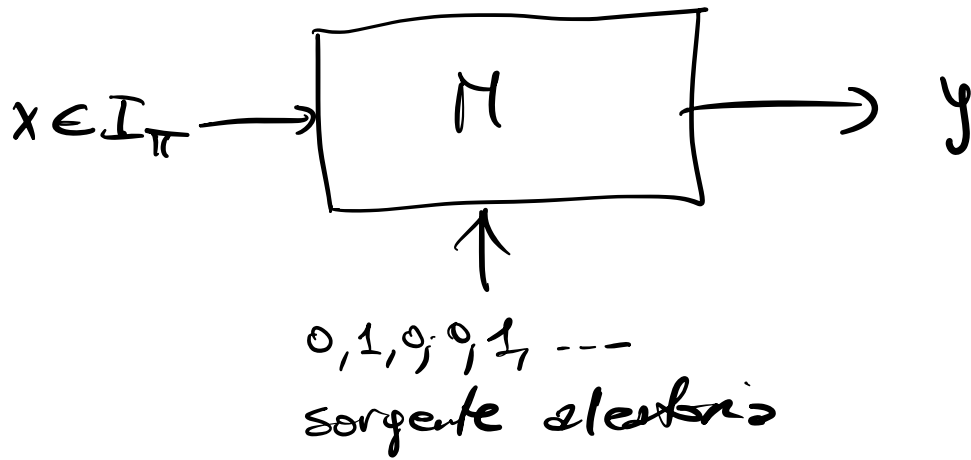 x ∈ I_π
M
y
0, 1, 0, 0, 1, ----
sorgente aleatoria